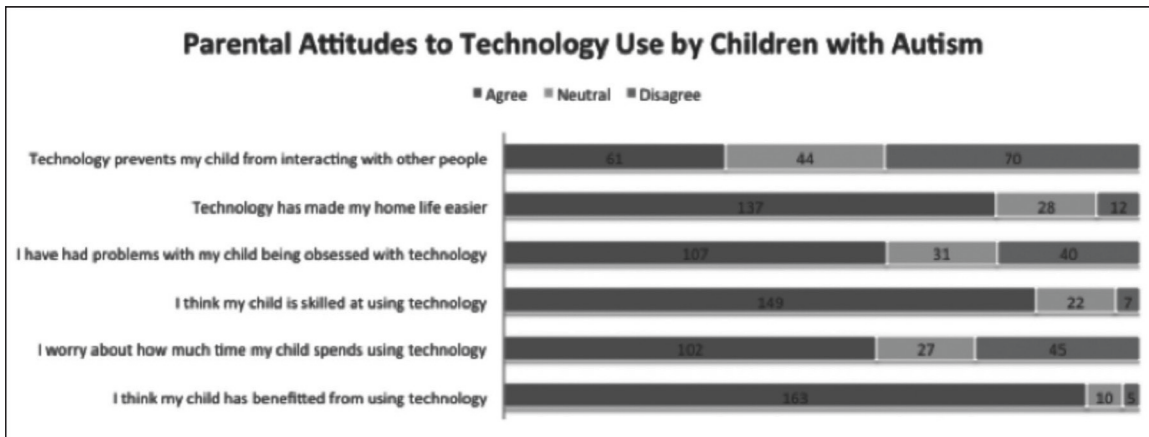 Parental Attitudes to Technology Use by Children with Autism
Agree Neutral Disagree
Technology prevents my child from interacting with other people 61 44 70
Technology has made my home life easier 137 28 12
I have had problems with my child being obsessed with technology 107 31 40
I think my child is skilled at using technology 149 22 7
I worry about how much time my child spends using technology 102 27 45
I think my child has benefitted from using technology 163 10 5